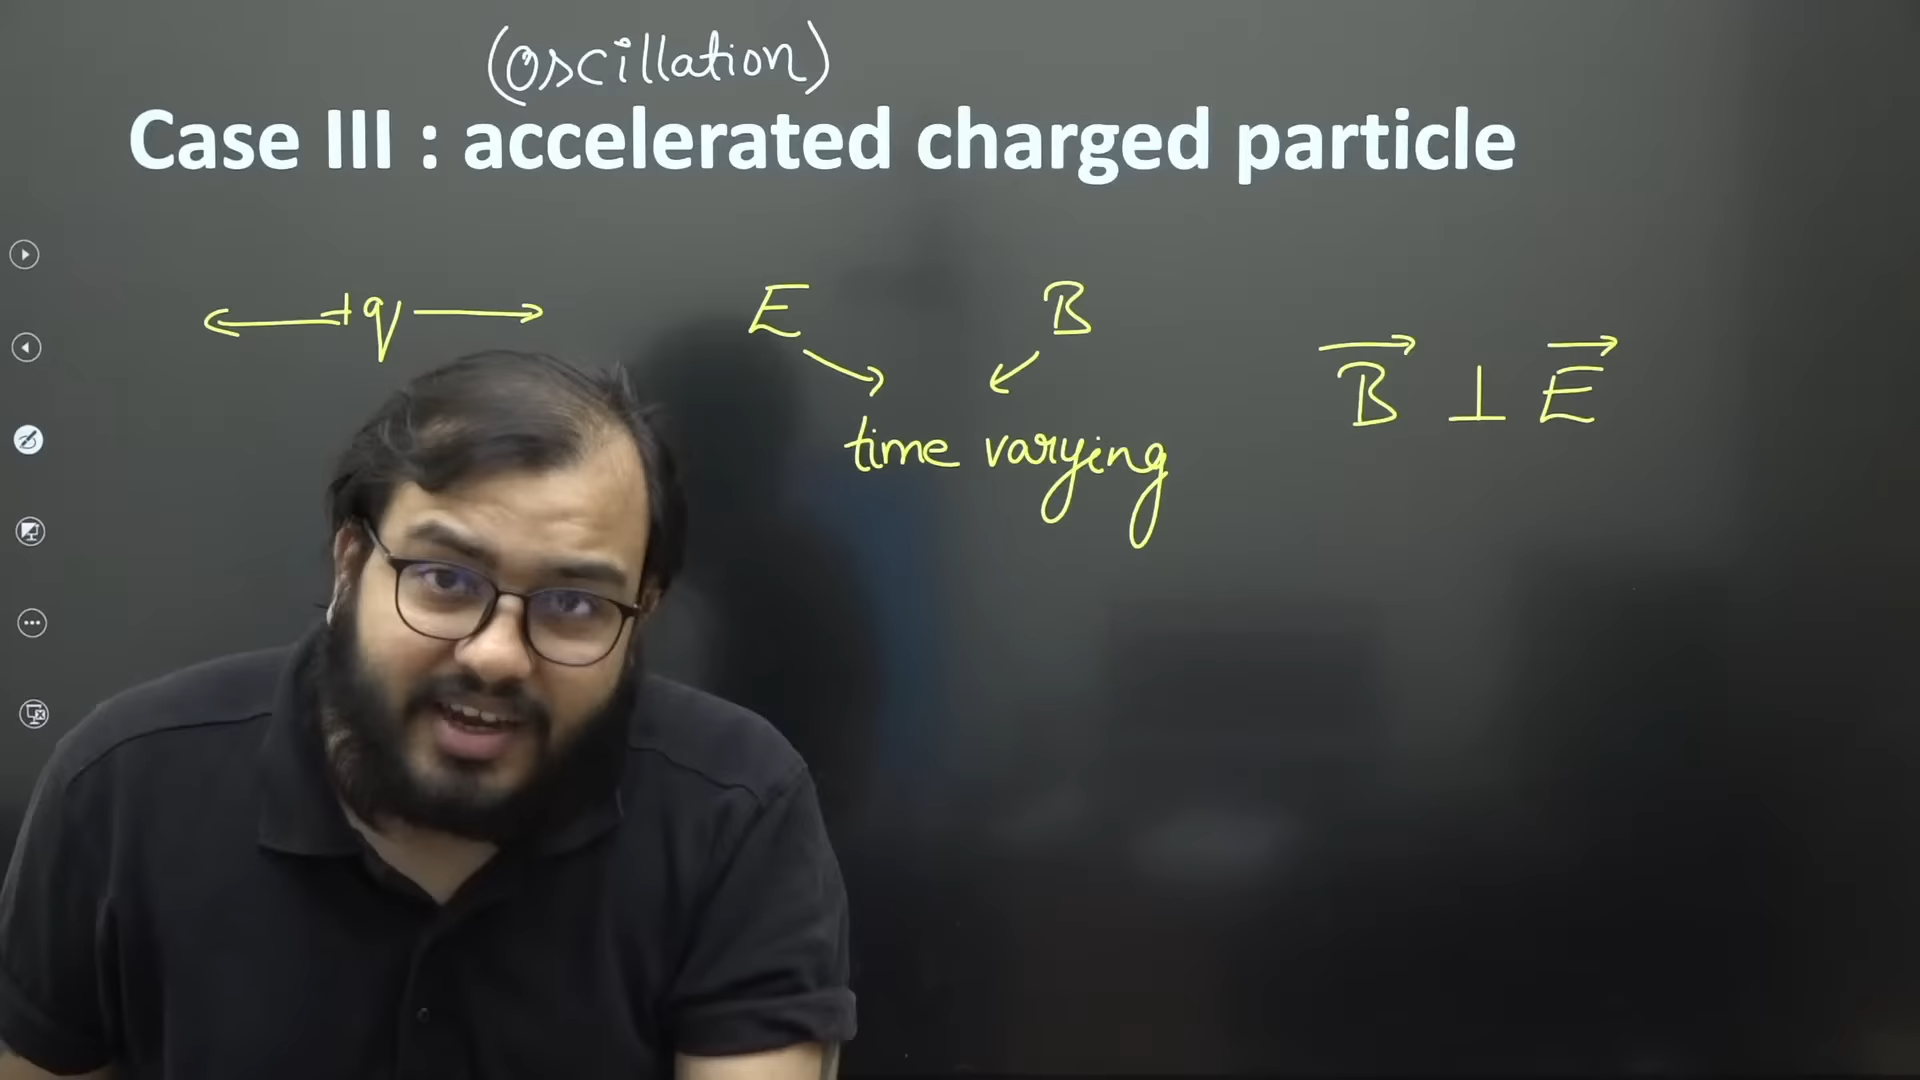 (oscillation)
Case III : accelerated charged particle
+q
E B
B ⊥ E
time varying